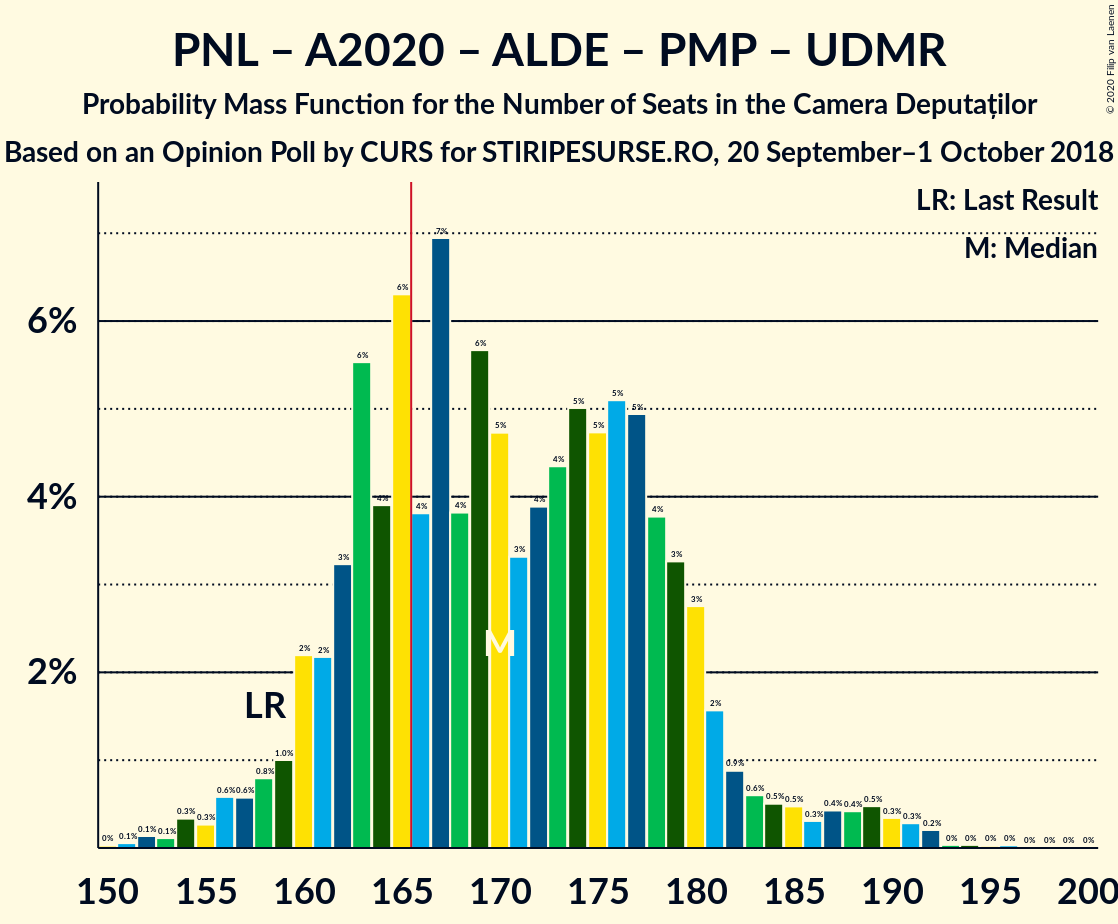 PNL – A2020 – ALDE – PMP – UDMR
Probability Mass Function for the Number of Seats in the Camera Deputaților
Based on an Opinion Poll by CURS for STIRIPESURSE.RO, 20 September–1 October 2018
© 2020 Filip van Laenen
LR: Last Result
M: Median
6%
4%
2%
0% 0.1% 0.1% 0.1% 0.3% 0.3% 0.6% 0.6% 0.8% 1.0% 2% 2% 3% 6% 4% 6% 4% 7% 4% 6% 5% 3% 4% 4% 5% 5% 5% 5% 4% 3% 3% 2% 0.9% 0.6% 0.5% 0.5% 0.3% 0.4% 0.4% 0.5% 0.3% 0.3% 0.2% 0% 0% 0% 0% 0% 0% 0% 0%
LR
M
150 155 160 165 170 175 180 185 190 195 200